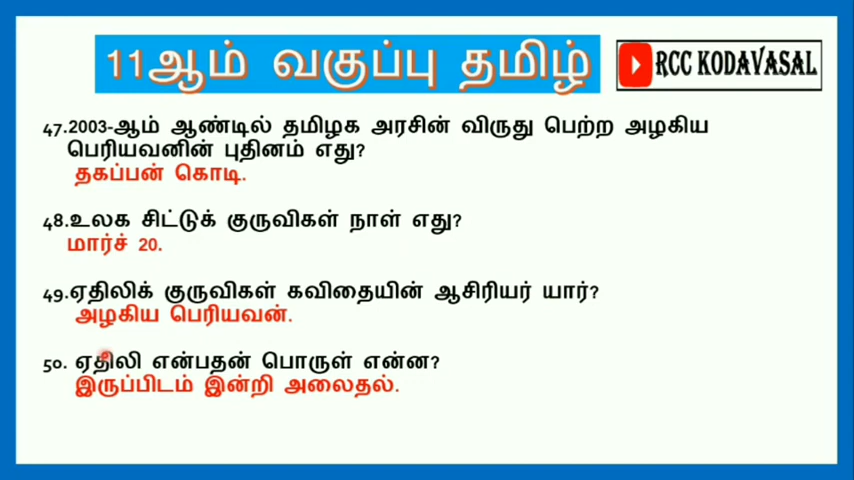 11ஆம் வகுப்பு தமிழ்
RCC KODAVASAL
47.2003-ஆம் ஆண்டில் தமிழக அரசின் விருது பெற்ற அழகிய
பெரியவனின் புதினம் எது?
தகப்பன் கொடி.
48.உலக சிட்டுக் குருவிகள் நாள் எது?
மார்ச் 20.
49.ஏதிலிக் குருவிகள் கவிதையின் ஆசிரியர் யார்?
அழகிய பெரியவன்.
50. ஏதிலி என்பதன் பொருள் என்ன?
இருப்பிடம் இன்றி அலைதல்.